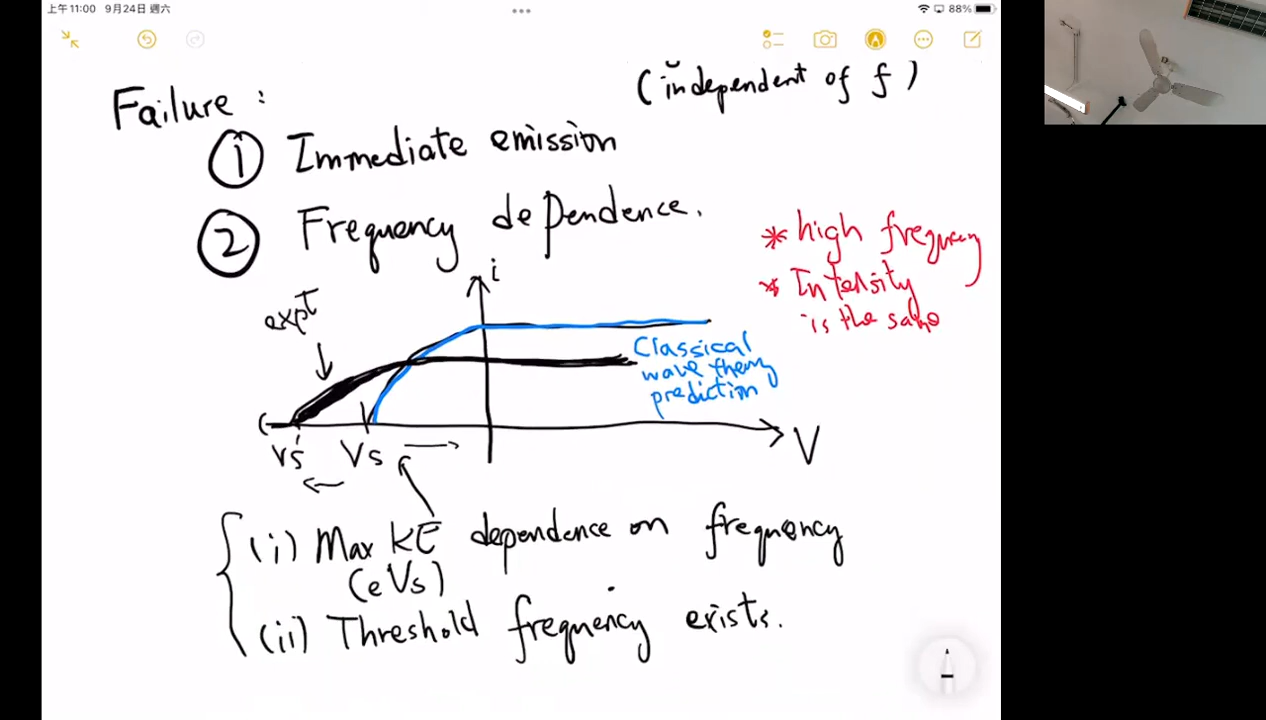 上午11:00 9月24日 週六
88%
(independent of f)
Failure :
① Immediate emission
② Frequency dependence.
* high frequency
* Intensity
is the same
i
expt
Classical
wave theory
prediction
Vs'
Vs
V
(i) Max KE dependence on frequency
(eVs)
(ii) Threshold frequency exists.